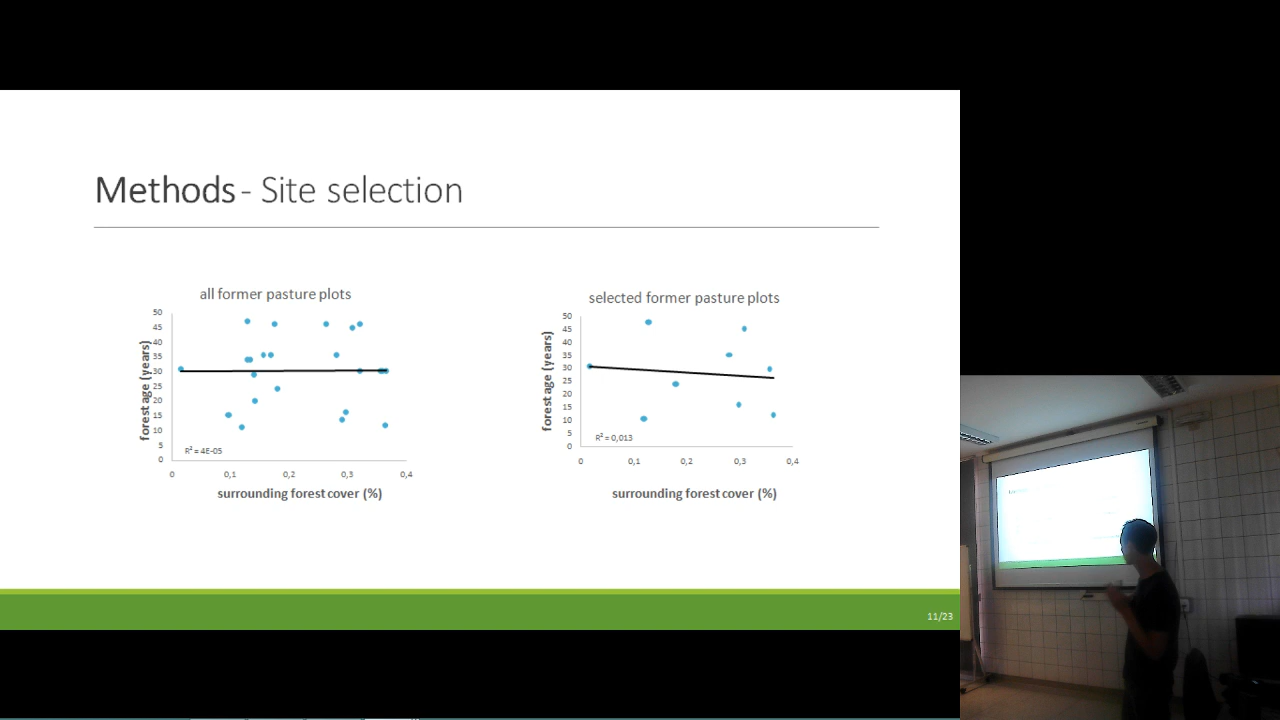 Methods - Site selection
all former pasture plots
forest age (years)
50
45
40
35
30
25
20
15
10
5
0
R² = 4E-05
0 0,1 0,2 0,3 0,4
surrounding forest cover (%)
selected former pasture plots
forest age (years)
50
45
40
35
30
25
20
15
10
5
0
R² = 0,013
0 0,1 0,2 0,3 0,4
surrounding forest cover (%)
11/23